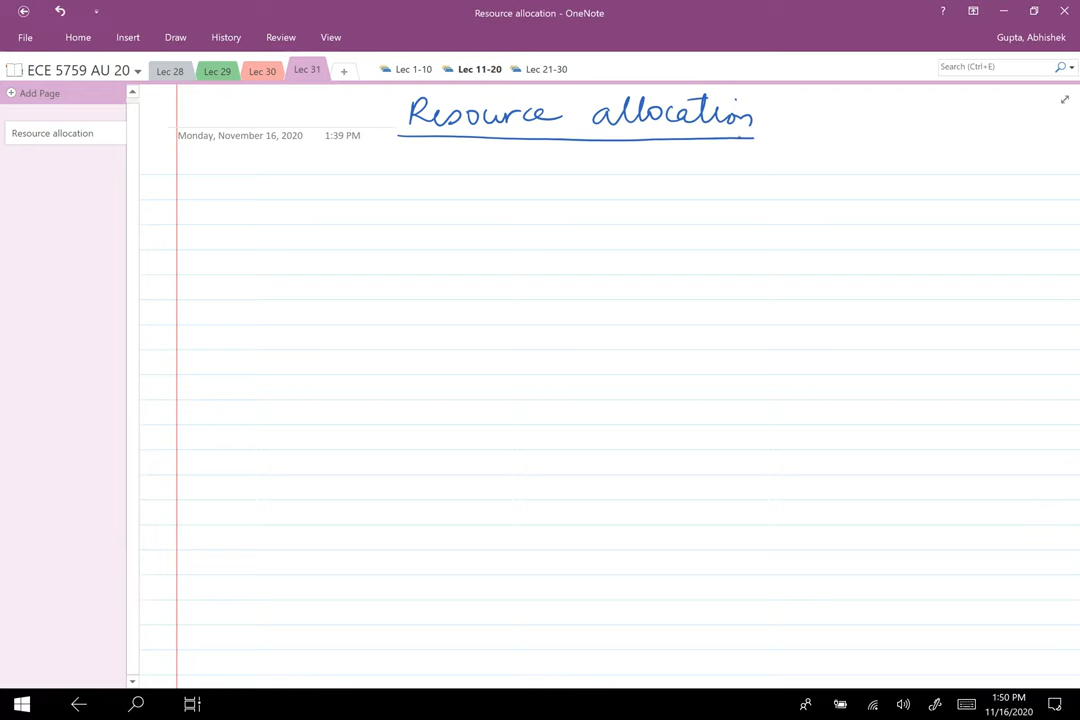 Resource allocation - OneNote
?
File Home Insert Draw History Review View
Gupta, Abhishek
ECE 5759 AU 20
Lec 28 Lec 29 Lec 30 Lec 31 +
Lec 1-10 Lec 11-20 Lec 21-30
Search (Ctrl+E)
Add Page
Resource allocation
Resource allocation
Monday, November 16, 2020 1:39 PM
1:50 PM
11/16/2020